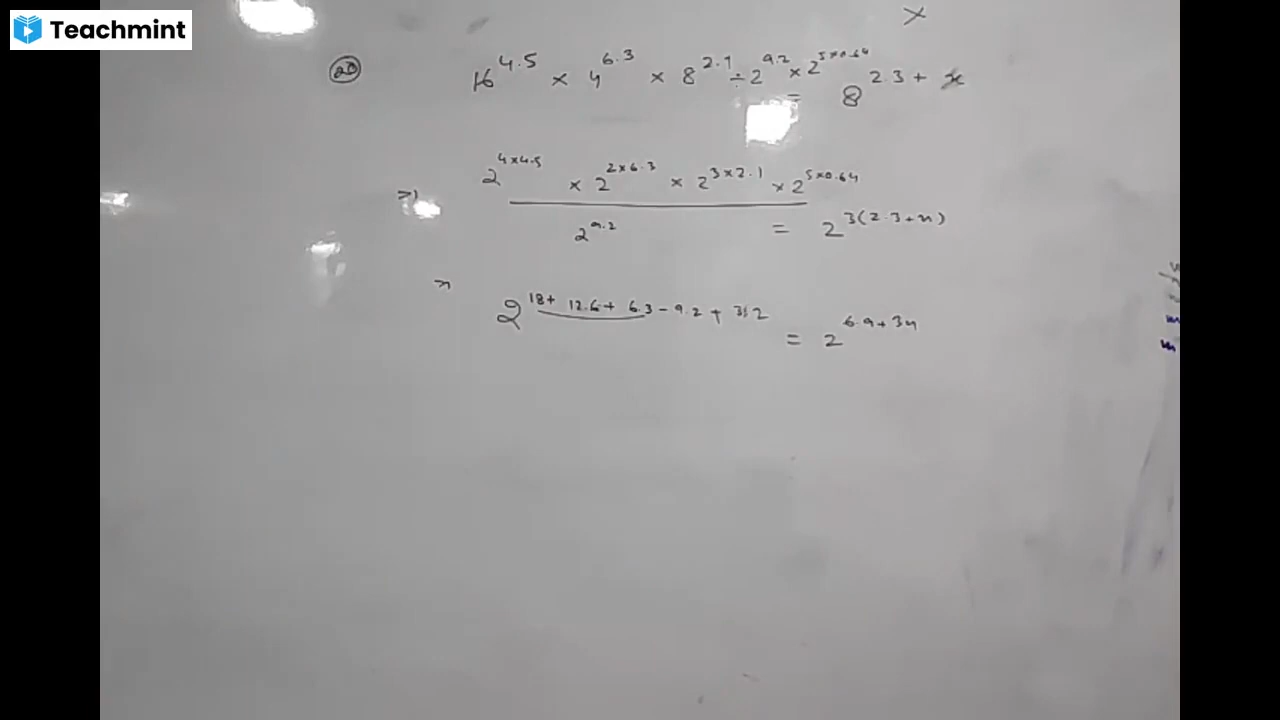 Teachmint
×
20 16^4.5 × 4^6.3 × 8^2.1 ÷ 2^9.2 × 2^5×0.64 = 8^2.3 + x
=> 2^4×4.5 × 2^2×6.3 × 2^3×2.1 × 2^5×0.64
2^9.2 = 2^3(2.3+x)
2^18+ 12.6+ 6.3 - 9.2 + 3.2 = 2^6.9+3x